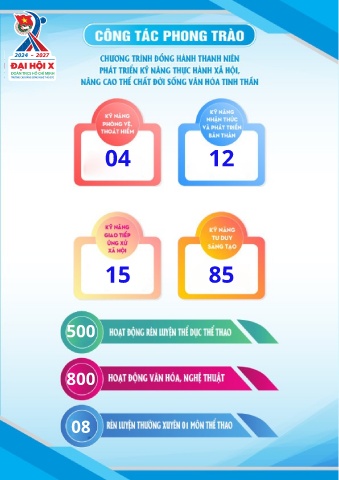 2024 - 2027
ĐẠI HỘI X
ĐOÀN TNCS HỒ CHÍ MINH
CÔNG TÁC PHONG TRÀO
CHƯƠNG TRÌNH ĐỒNG HÀNH THANH NIÊN
PHÁT TRIỂN KỸ NĂNG THỰC HÀNH XÃ HỘI,
NÂNG CAO THỂ CHẤT ĐỜI SỐNG VĂN HÓA TINH THẦN
KỸ NĂNG
PHÒNG VỆ,
THOÁT HIỂM
04
KỸ NĂNG
NHẬN THỨC
VÀ PHÁT TRIỂN
BẢN THÂN
12
KỸ NĂNG
GIAO TIẾP
ỨNG XỬ
XÃ HỘI
15
KỸ NĂNG
TƯ DUY
SÁNG TẠO
85
500 HOẠT ĐỘNG RÈN LUYỆN THỂ DỤC THỂ THAO
800 HOẠT ĐỘNG VĂN HÓA, NGHỆ THUẬT
08 RÈN LUYỆN THƯỜNG XUYÊN 01 MÔN THỂ THAO